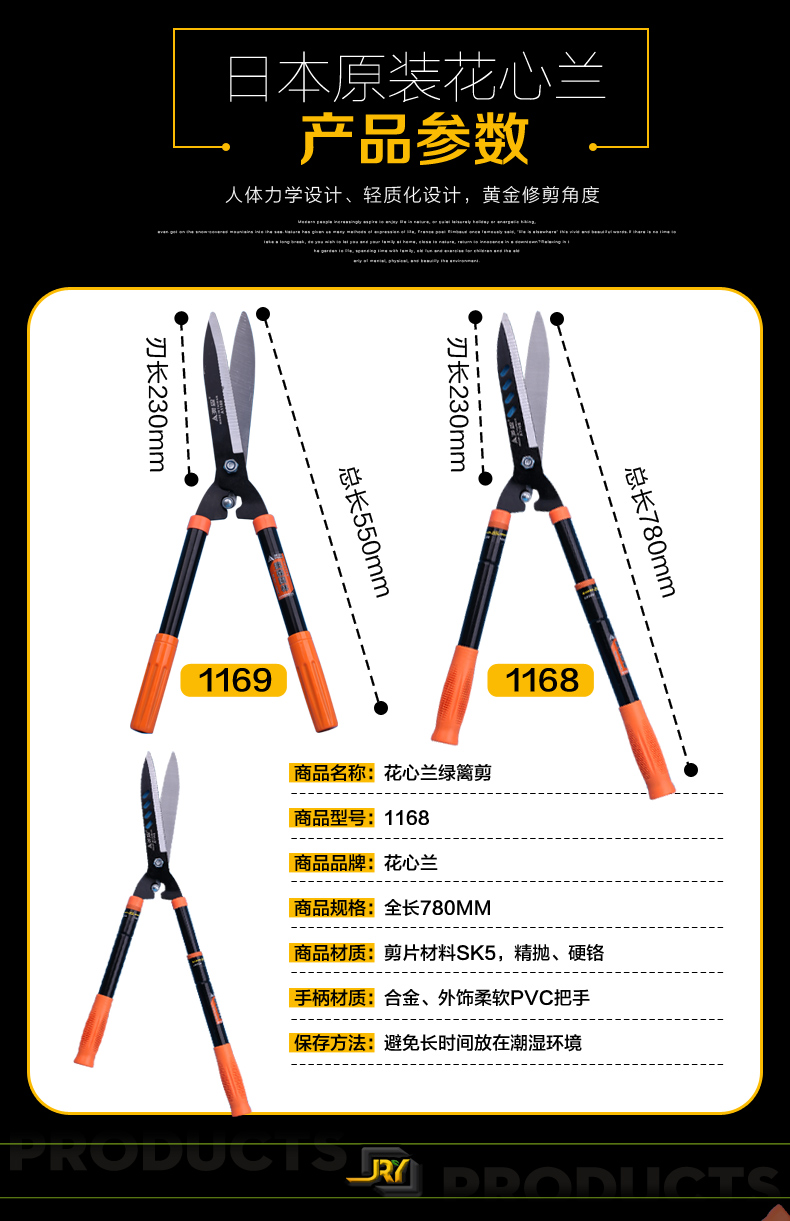 日本原装花心兰
产品参数
人体力学设计、轻质化设计，黄金修剪角度
Modern people increasingly aspire to enjoy life in nature, or quiet leisurely holiday or energetic hiking,
even got on the snow-covered mountains into the sea.Nature has given us many methods of expression of life, France poet Rimbaud once famously said, "life is elsewhere" this vivid and beautiful words.If there is no time to
take a long break, do you wish to let you and your family at home, close to nature, return to innocence in a downtown?Relaxing in t
he garden to life, spending time with family, old fun and exercise for children and the eld
erly of mental, physical, and beautify the environment.
刃长230mm
总长550mm
刃长230mm
总长780mm
1169
1168
商品名称：花心兰绿篱剪
商品型号：1168
商品品牌：花心兰
商品规格：全长780MM
商品材质：剪片材料SK5，精抛、硬铬
手柄材质：合金、外饰柔软PVC把手
保存方法：避免长时间放在潮湿环境
PRODUCTS
JRY
PRODUCTS